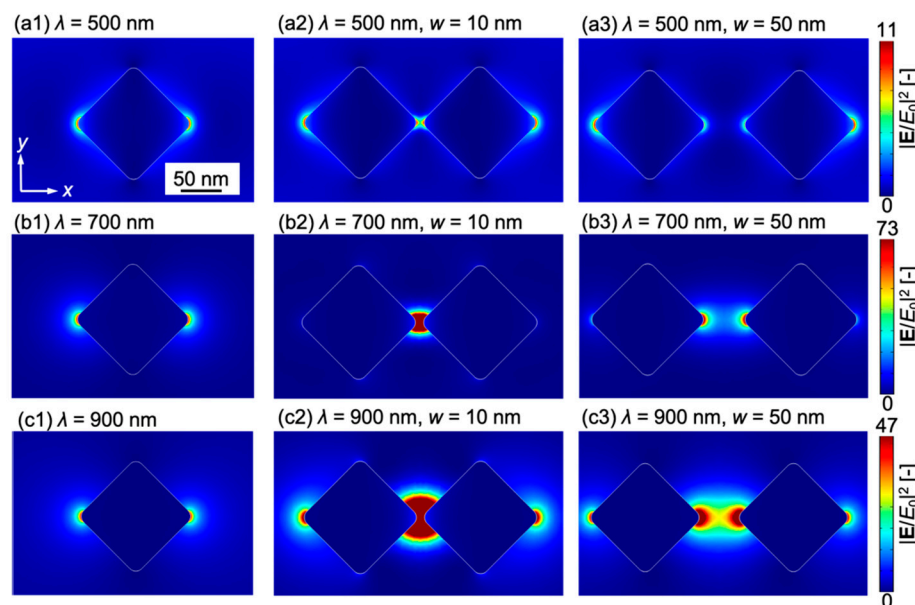 (a1) λ = 500 nm
(a2) λ = 500 nm, w = 10 nm
(a3) λ = 500 nm, w = 50 nm
11
y
x
50 nm
|E/E₀|² [-]
0
(b1) λ = 700 nm
(b2) λ = 700 nm, w = 10 nm
(b3) λ = 700 nm, w = 50 nm
73
|E/E₀|² [-]
0
(c1) λ = 900 nm
(c2) λ = 900 nm, w = 10 nm
(c3) λ = 900 nm, w = 50 nm
47
|E/E₀|² [-]
0